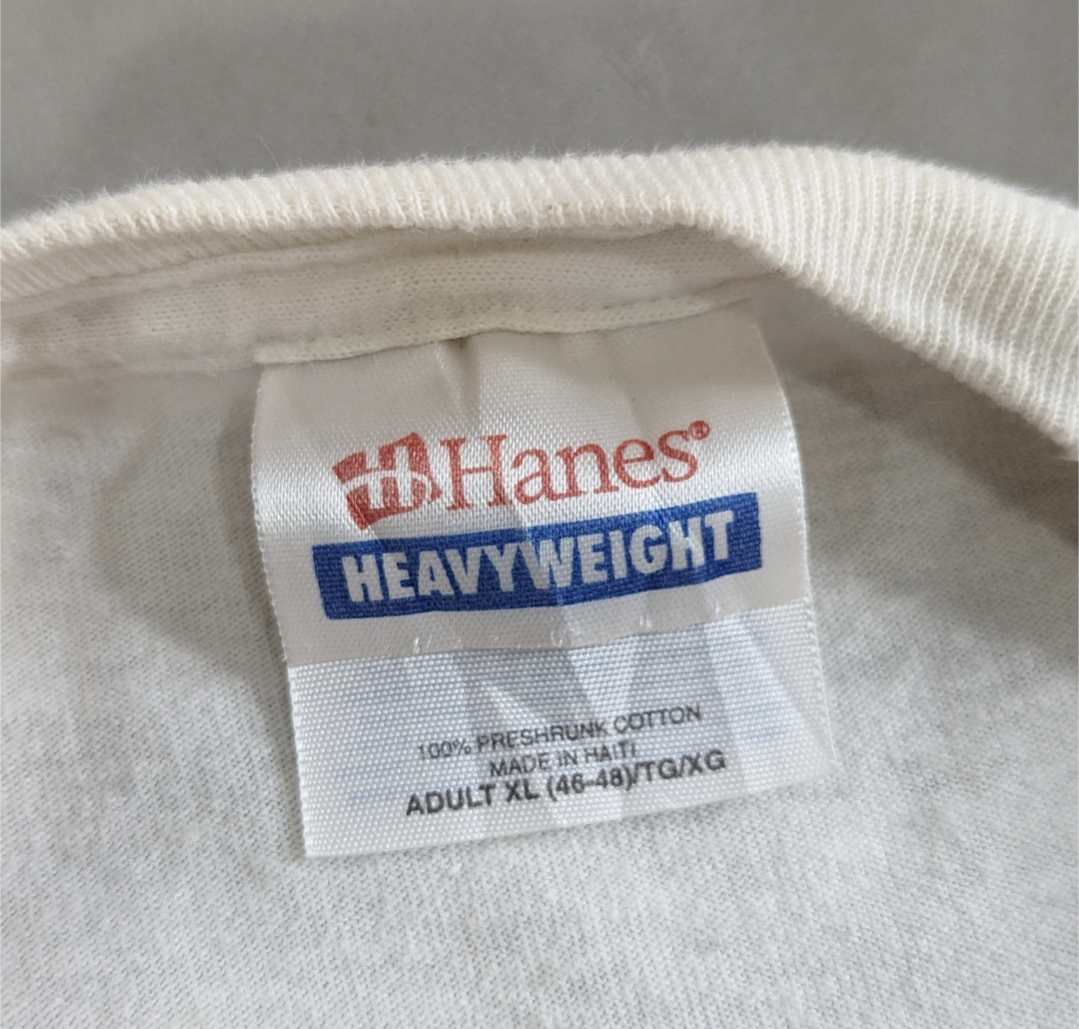 Hanes®
HEAVYWEIGHT
100% PRESHRUNK COTTON
MADE IN HAITI
ADULT XL (46-48)/TG/XG